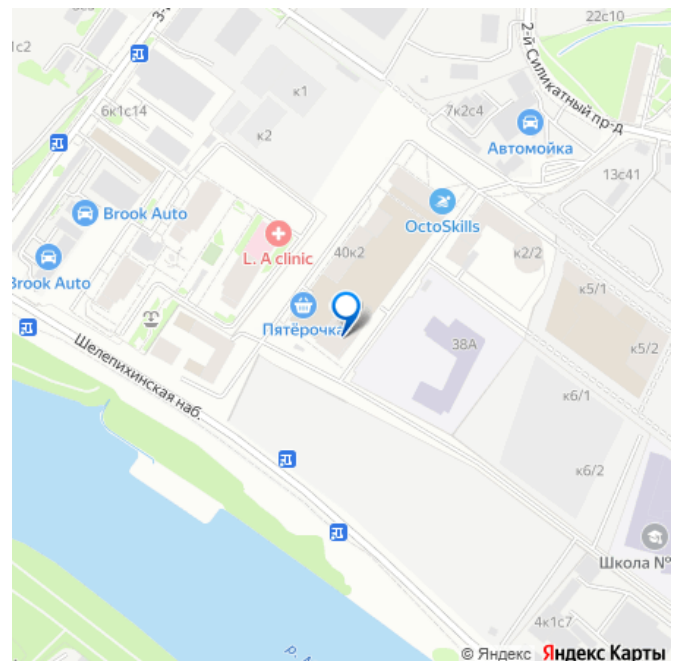 22с10
1с2
3-
2-й Силикатный пр-д
к1
6к1с14
7к2с4
к2
Автомойка
13с41
Brook Auto
OctoSkills
L. A clinic
40к2
к2/2
Brook Auto
к5/1
Пятёрочка
38А
к5/2
Шелепихинская наб.
к6/1
к6/2
Школа №
4к1с7
р.
© Яндекс Яндекс Карты